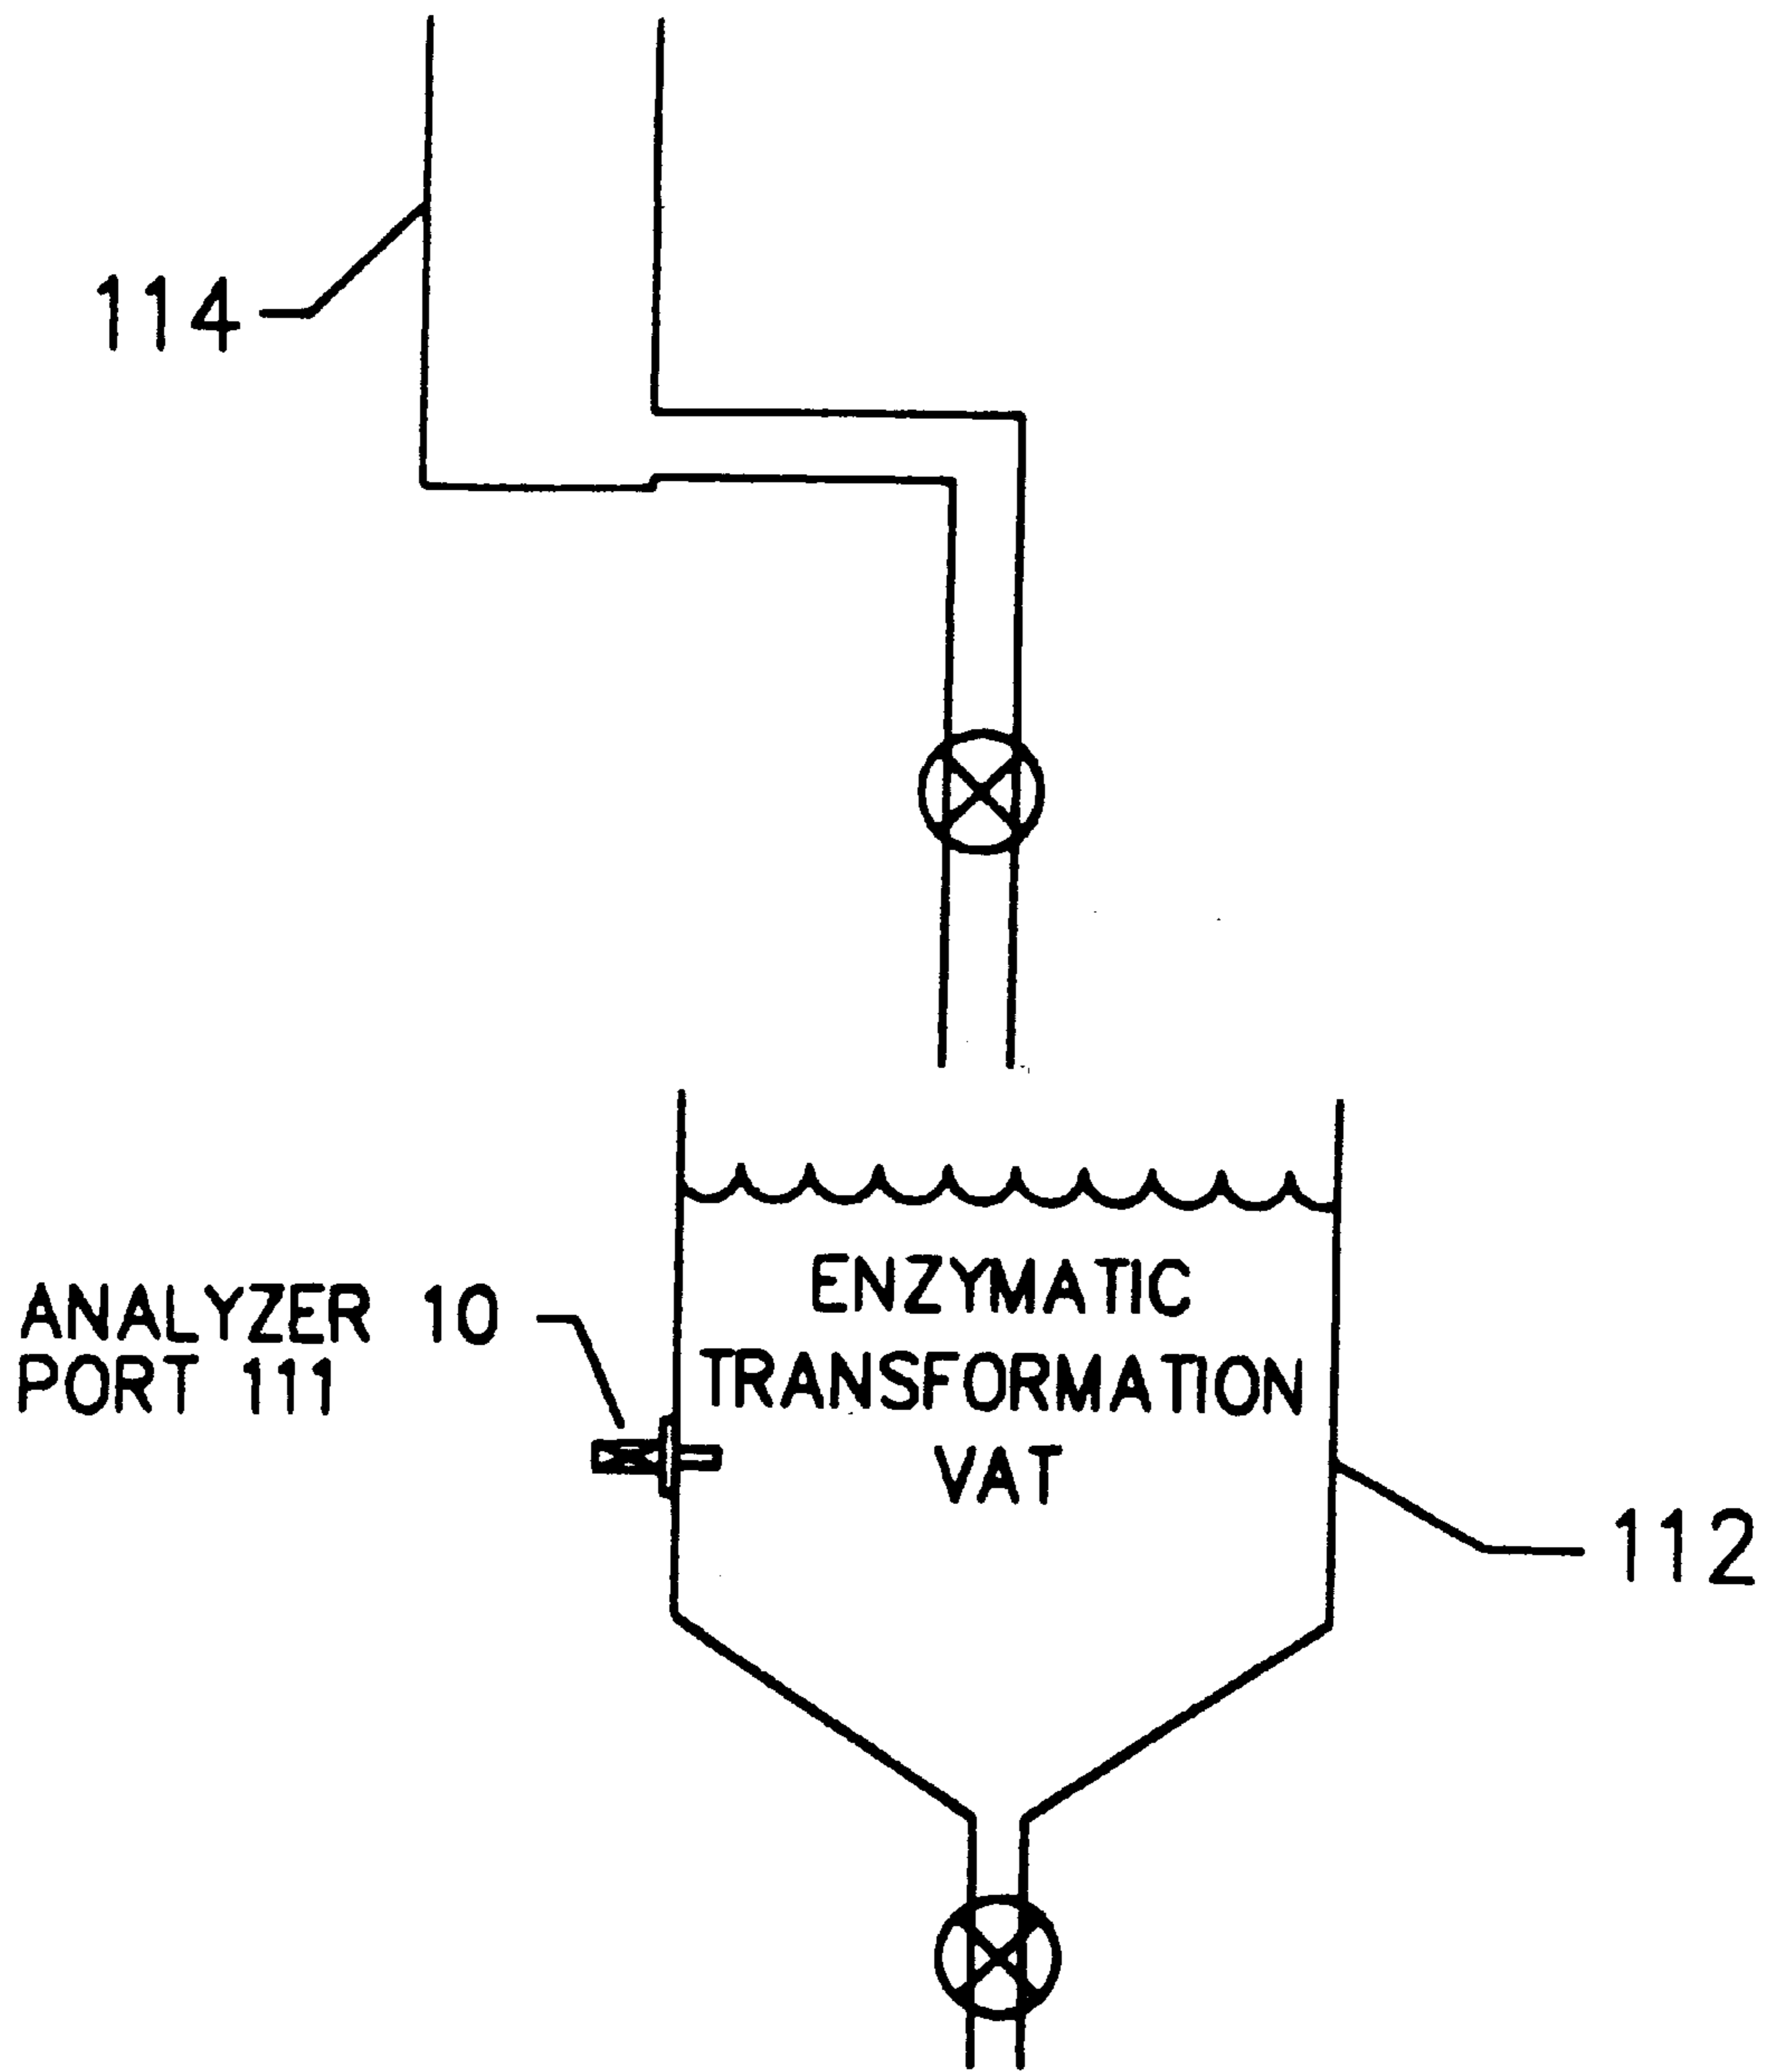 114
ENZYMATIC
TRANSFORMATION
VAT
ANALYZER 10
PORT 111
112